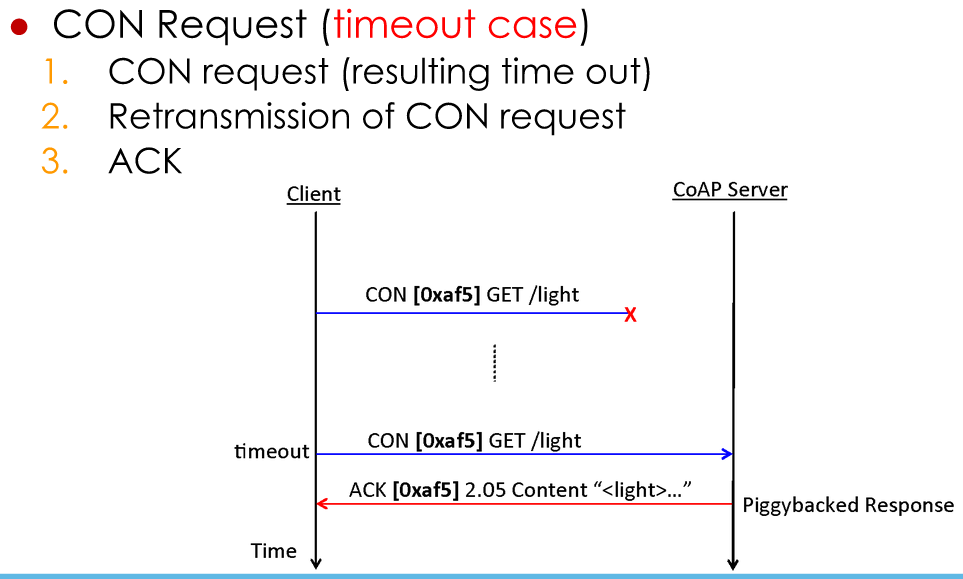 ● CON Request (timeout case)
1. CON request (resulting time out)
2. Retransmission of CON request
3. ACK
Client
CoAP Server
CON [0xaf5] GET /light
X
CON [0xaf5] GET /light
timeout
ACK [0xaf5] 2.05 Content “<light>…”
Piggybacked Response
Time